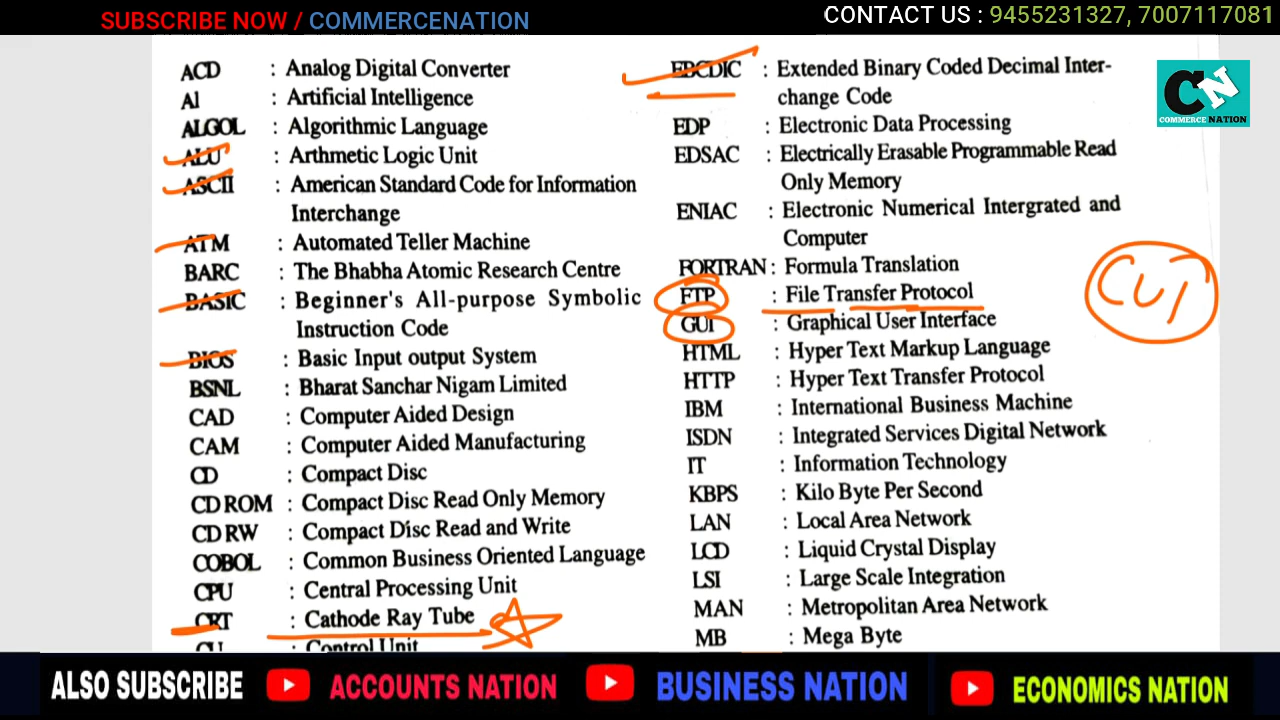 SUBSCRIBE NOW / COMMERCENATION
CONTACT US : 9455231327, 7007117081
ACD : Analog Digital Converter
AI : Artificial Intelligence
ALGOL : Algorithmic Language
ALU : Arthmetic Logic Unit
ASCII : American Standard Code for Information
Interchange
ATM : Automated Teller Machine
BARC : The Bhabha Atomic Research Centre
BASIC : Beginner's All-purpose Symbolic
Instruction Code
BIOS : Basic Input output System
BSNL : Bharat Sanchar Nigam Limited
CAD : Computer Aided Design
CAM : Computer Aided Manufacturing
CD : Compact Disc
CD ROM : Compact Disc Read Only Memory
CD RW : Compact Disc Read and Write
COBOL : Common Business Oriented Language
CPU : Central Processing Unit
CRT : Cathode Ray Tube
CU : Control Unit
EBCDIC : Extended Binary Coded Decimal Inter-
change Code
EDP : Electronic Data Processing
EDSAC : Electrically Erasable Programmable Read
Only Memory
ENIAC : Electronic Numerical Intergrated and
Computer
FORTRAN : Formula Translation
FTP : File Transfer Protocol
GUI : Graphical User Interface
HTML : Hyper Text Markup Language
HTTP : Hyper Text Transfer Protocol
IBM : International Business Machine
ISDN : Integrated Services Digital Network
IT : Information Technology
KBPS : Kilo Byte Per Second
LAN : Local Area Network
LCD : Liquid Crystal Display
LSI : Large Scale Integration
MAN : Metropolitan Area Network
MB : Mega Byte
CUI
CN
COMMERCE NATION
ALSO SUBSCRIBE ACCOUNTS NATION BUSINESS NATION ECONOMICS NATION